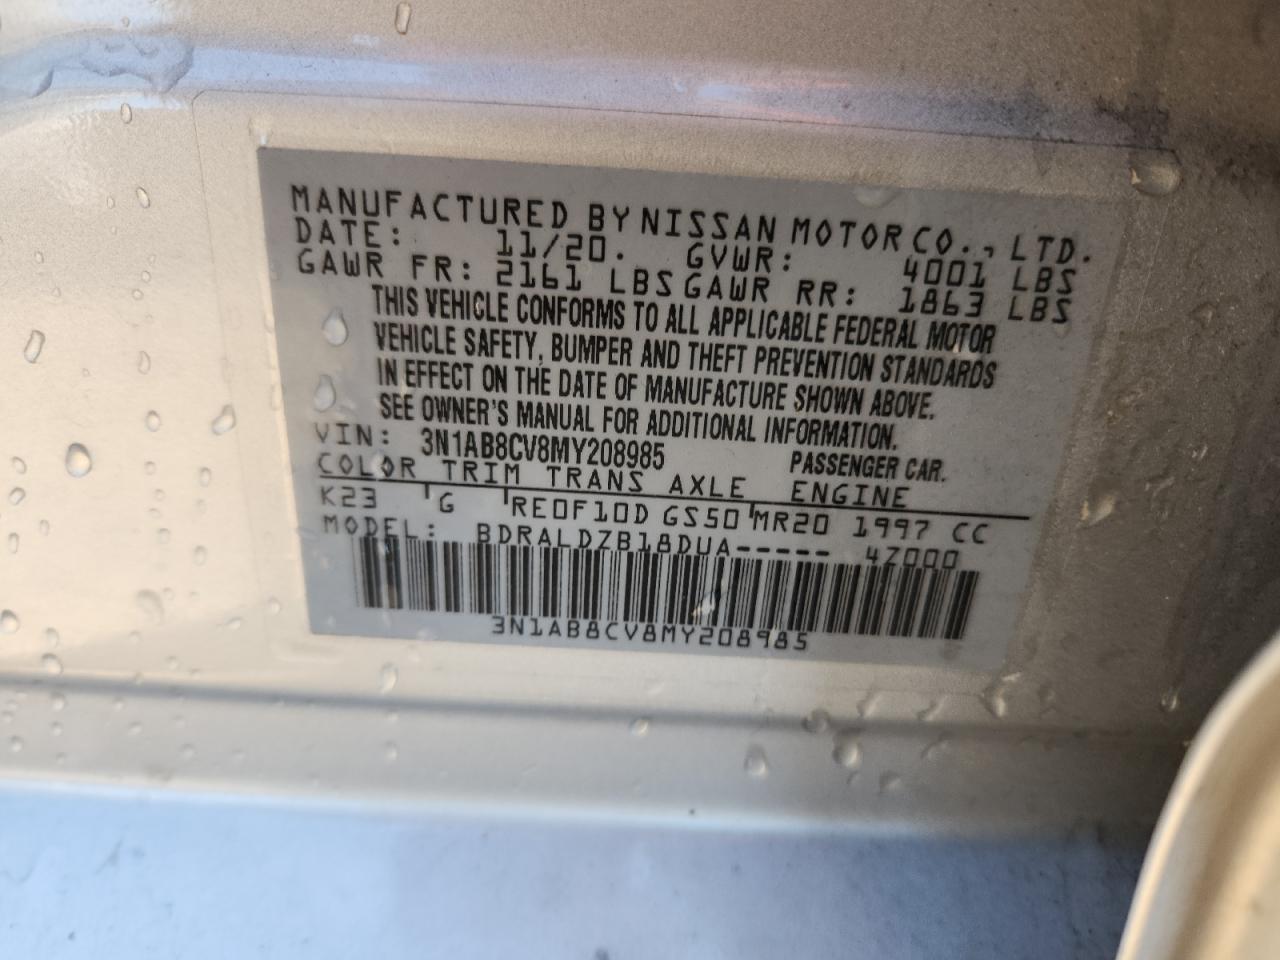 MANUFACTURED BY NISSAN MOTOR CO., LTD.
DATE: 11/20. GVWR: 4001 LBS
GAWR FR: 2161 LBS GAWR RR: 1863 LBS
THIS VEHICLE CONFORMS TO ALL APPLICABLE FEDERAL MOTOR
VEHICLE SAFETY, BUMPER AND THEFT PREVENTION STANDARDS
IN EFFECT ON THE DATE OF MANUFACTURE SHOWN ABOVE.
SEE OWNER'S MANUAL FOR ADDITIONAL INFORMATION.
VIN: 3N1AB8CV8MY208985 PASSENGER CAR.
COLOR TRIM TRANS AXLE ENGINE
K23 G RE0F10D GS50 MR20 1997 CC
MODEL: BDRALDZB18DUA----- 4Z000
3N1AB8CV8MY208985